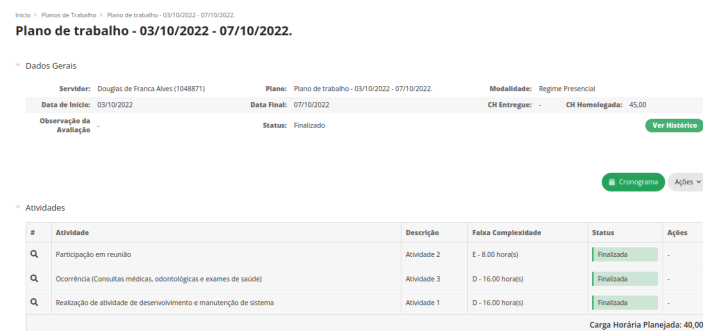 Início > Planos de Trabalho > Plano de trabalho - 03/10/2022 - 07/10/2022.
Plano de trabalho - 03/10/2022 - 07/10/2022.
Dados Gerais
Servidor: Douglas de Franca Alves (1048871) Plano: Plano de trabalho - 03/10/2022 - 07/10/2022. Modalidade: Regime Presencial
Data de Início: 03/10/2022 Data Final: 07/10/2022 CH Entregue: - CH Homologada: 45,00
Observação da Avaliação - Status: Finalizado Ver Histórico
Cronograma Ações
Atividades
# Atividade Descrição Faixa Complexidade Status Ações
Participação em reunião Atividade 2 E - 8.00 hora(s) Finalizada -
Ocorrência (Consultas médicas, odontológicas e exames de saúde) Atividade 3 D - 16.00 hora(s) Finalizada -
Realização de atividade de desenvolvimento e manutenção de sistema Atividade 1 D - 16.00 hora(s) Finalizada -
Carga Horária Planejada: 40,00